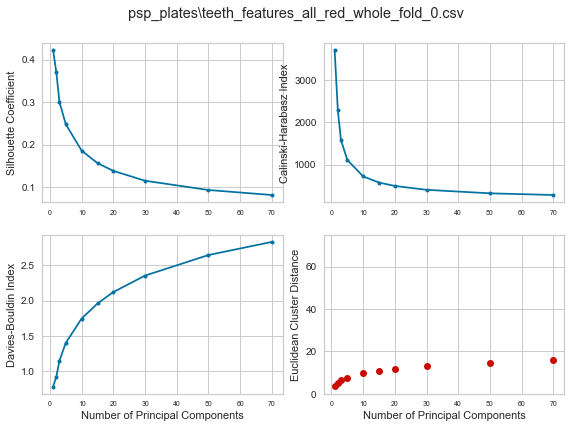 psp_plates\teeth_features_all_red_whole_fold_0.csv
Silhouette Coefficient
0.4
0.3
0.2
0.1
0 10 20 30 40 50 60 70
Calinski-Harabasz-Index
3000
2000
1000
0 10 20 30 40 50 60 70
Davies-Bouldin Index
2.5
2.0
1.5
1.0
0 10 20 30 40 50 60 70
Number of Principal Components
Euclidean Cluster Distance
60
40
20
0
0 10 20 30 40 50 60 70
Number of Principal Components